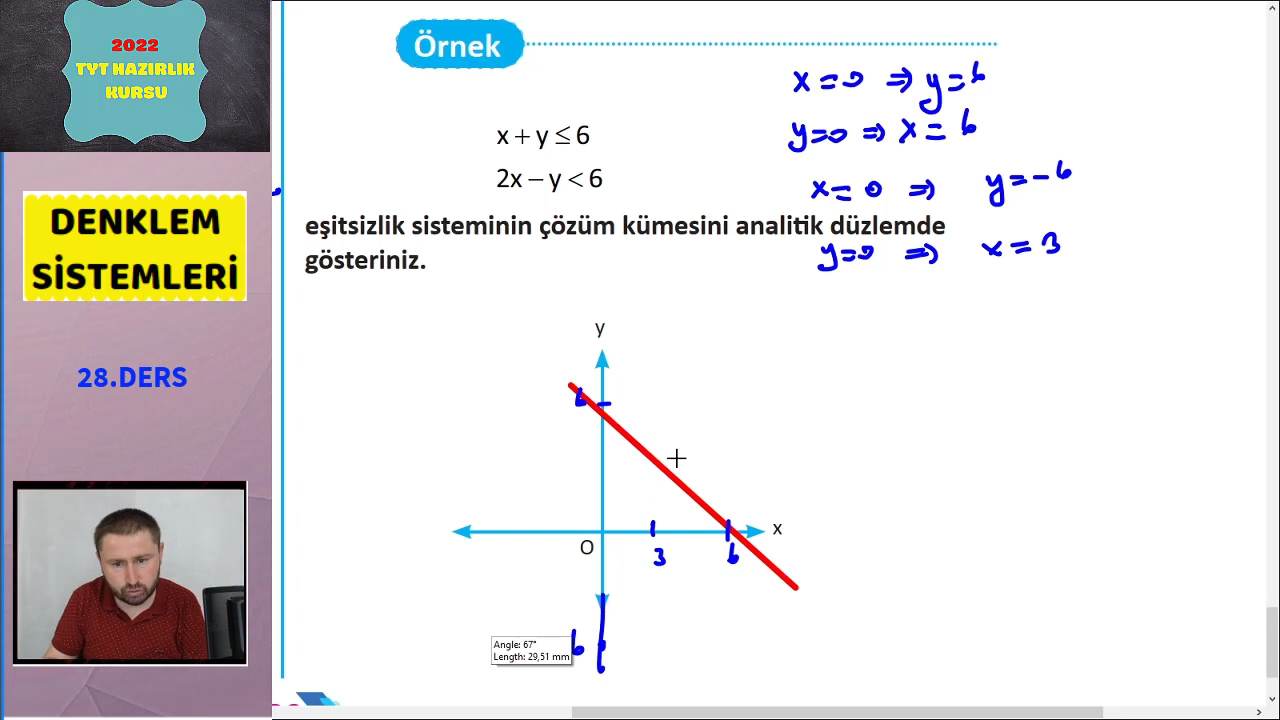 2022
TYT HAZIRLIK
KURSU
DENKLEM
SİSTEMLERİ
28.DERS
Örnek
x + y ≤ 6
2x − y < 6
eşitsizlik sisteminin çözüm kümesini analitik düzlemde
gösteriniz.
x = 0 ⇒ y = 6
y = 0 ⇒ x = 6
x = 0 ⇒ y = −6
y = 0 ⇒ x = 3
y
6
x
O
3
6
6
Angle: 67°
Length: 29,51 mm